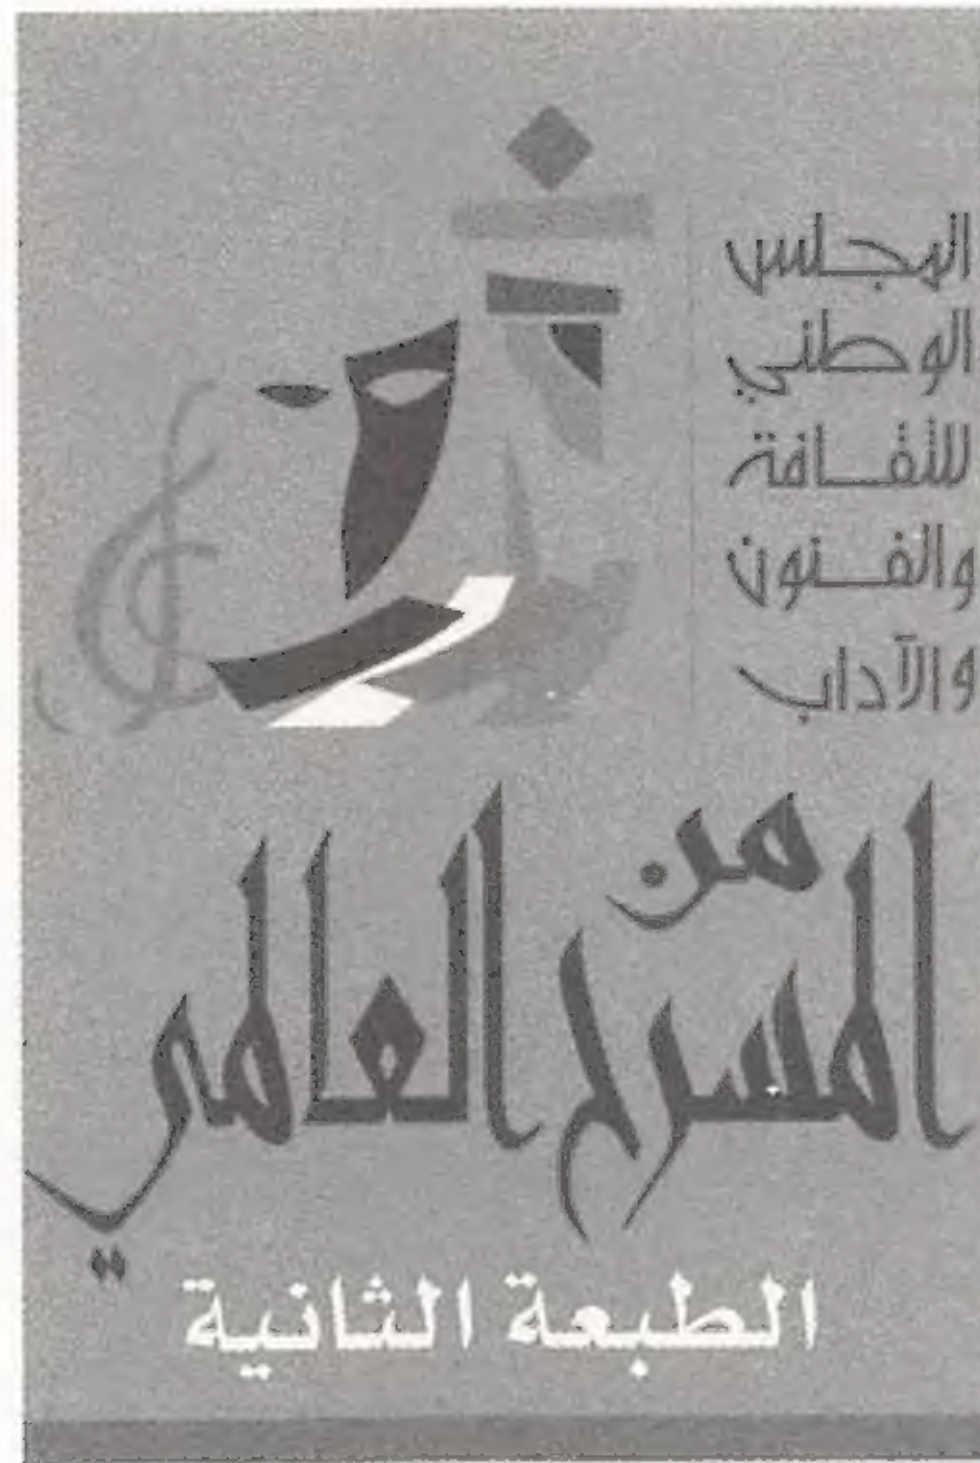 المجلس
الوطني
للثقافة
والفنون
والآداب
من
المسرح العالمي
الطبعة الثانية